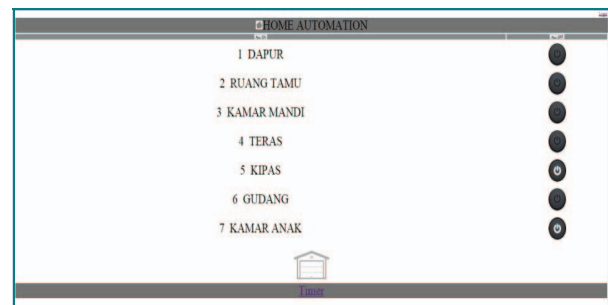 HOME AUTOMATION
1 DAPUR
2 RUANG TAMU
3 KAMAR MANDI
4 TERAS
5 KIPAS
6 GUDANG
7 KAMAR ANAK
Timer